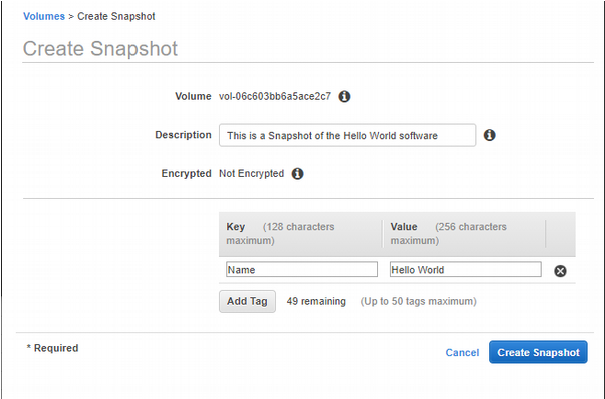 Volumes > Create Snapshot
Create Snapshot
Volume vol-06c603bb6a5ace2c7
Description This is a Snapshot of the Hello World software
Encrypted Not Encrypted
Key (128 characters maximum) Value (256 characters maximum)
Name Hello World
Add Tag 49 remaining (Up to 50 tags maximum)
* Required Cancel Create Snapshot